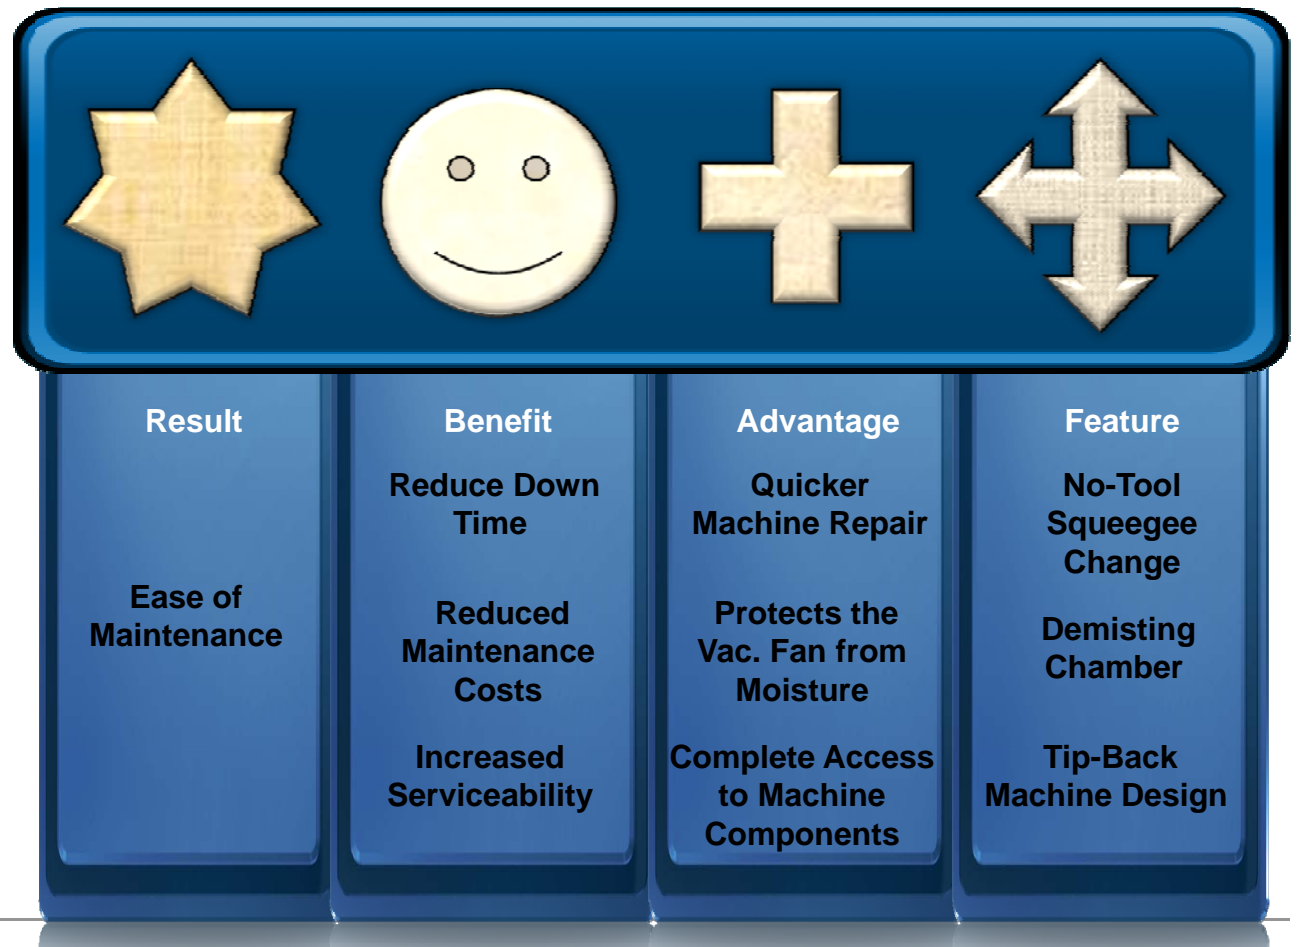 Result
Ease of
Maintenance
Benefit
Reduce Down
Time
Reduced
Maintenance
Costs
Increased
Serviceability
Advantage
Quicker
Machine Repair
Protects the
Vac. Fan from
Moisture
Complete Access
to Machine
Components
Feature
No-Tool
Squeegee
Change
Demisting
Chamber
Tip-Back
Machine Design